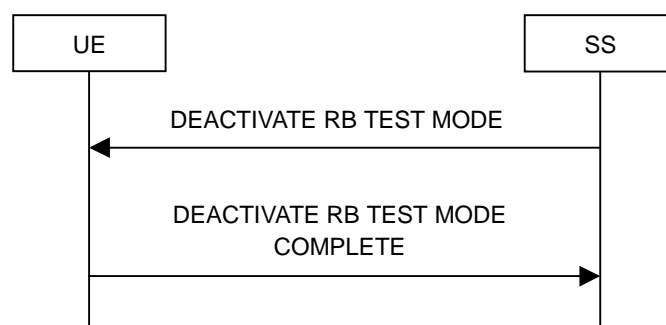 UE
SS
DEACTIVATE RB TEST MODE
DEACTIVATE RB TEST MODE
COMPLETE